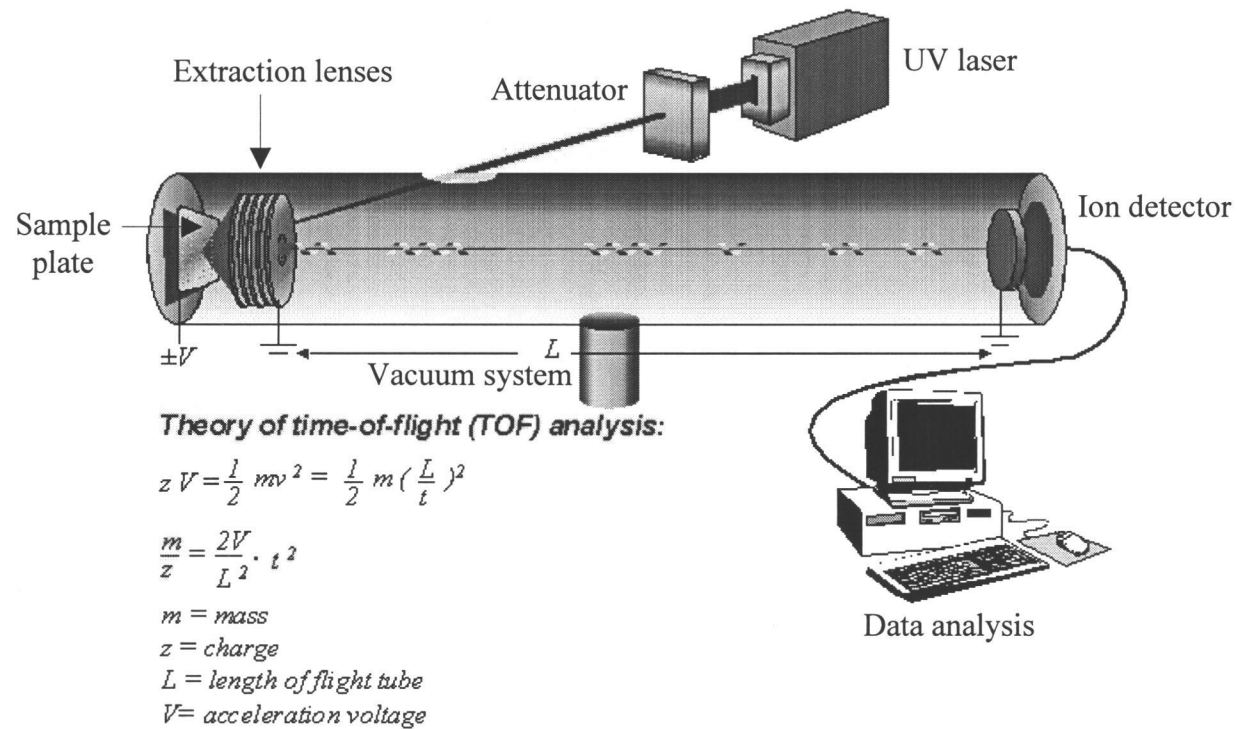 UV laser
Extraction lenses
Attenuator
Sample
plate
Ion detector
±V
L
Vacuum system
Theory of time-of-flight (TOF) analysis:
z V = 1/2 mv² = 1/2 m (L/t)²
m/z = 2V/L² · t²
m = mass
z = charge
L = length of flight tube
V= acceleration voltage
Data analysis